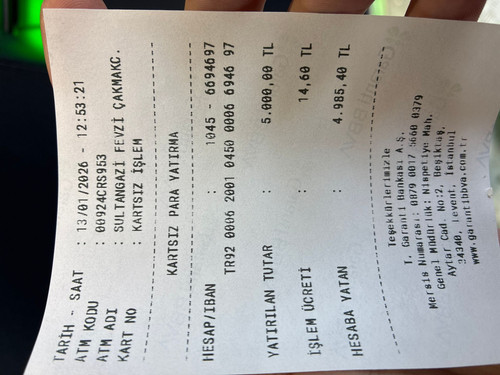 TARİH - SAAT : 13/01/2026 - 12:53:21
ATM KODU : 00924CRS953
ATM ADI : SULTANGAZİ FEVZİ ÇAKMAKC.
KART NO : KARTSIZ İŞLEM
KARTSIZ PARA YATIRMA
HESAP/IBAN : 1045 - 6694697
TR92 0006 2001 0450 0006 6946 97
YATIRILAN TUTAR : 5.000,00 TL
İŞLEM ÜCRETİ : 14,60 TL
HESABA YATAN : 4.985,40 TL
Teşekkürlerimizle
T. Garanti Bankası A.Ş.
Mersis Numarası: 0879 0017 5600 0379
Genel Müdürlük: Nispetiye Mah.
Aytar Cad. No:2, Beşiktaş,
34340, levent, İstanbul
www.garantibbva.com.tr